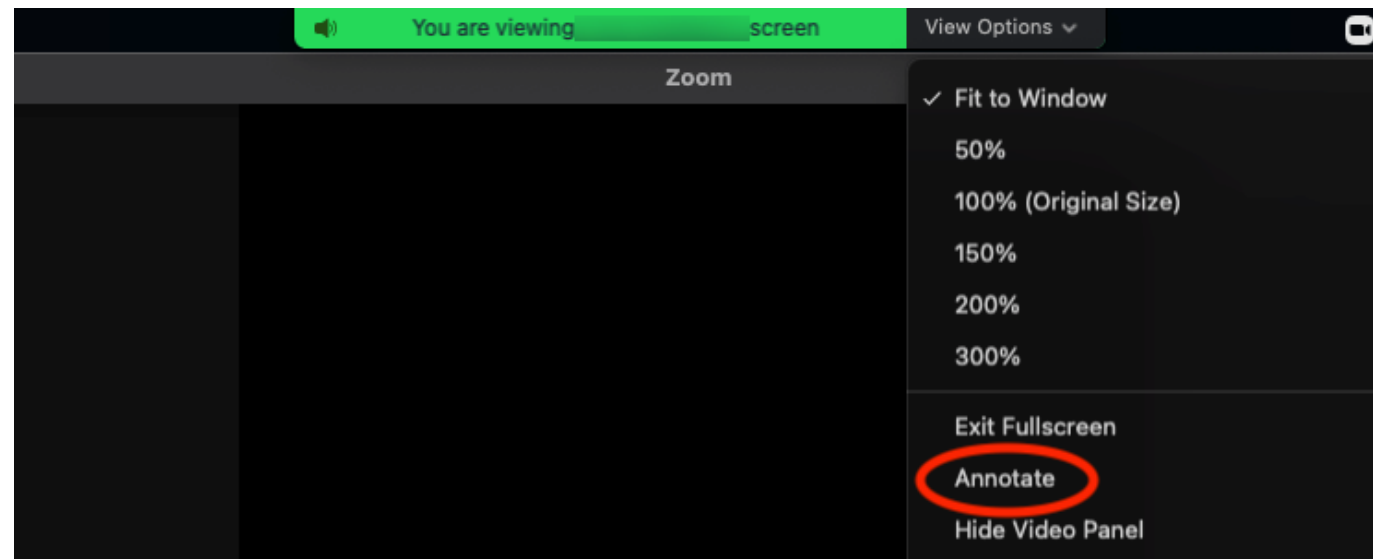 You are viewing screen
View Options
Zoom
Fit to Window
50%
100% (Original Size)
150%
200%
300%
Exit Fullscreen
Annotate
Hide Video Panel